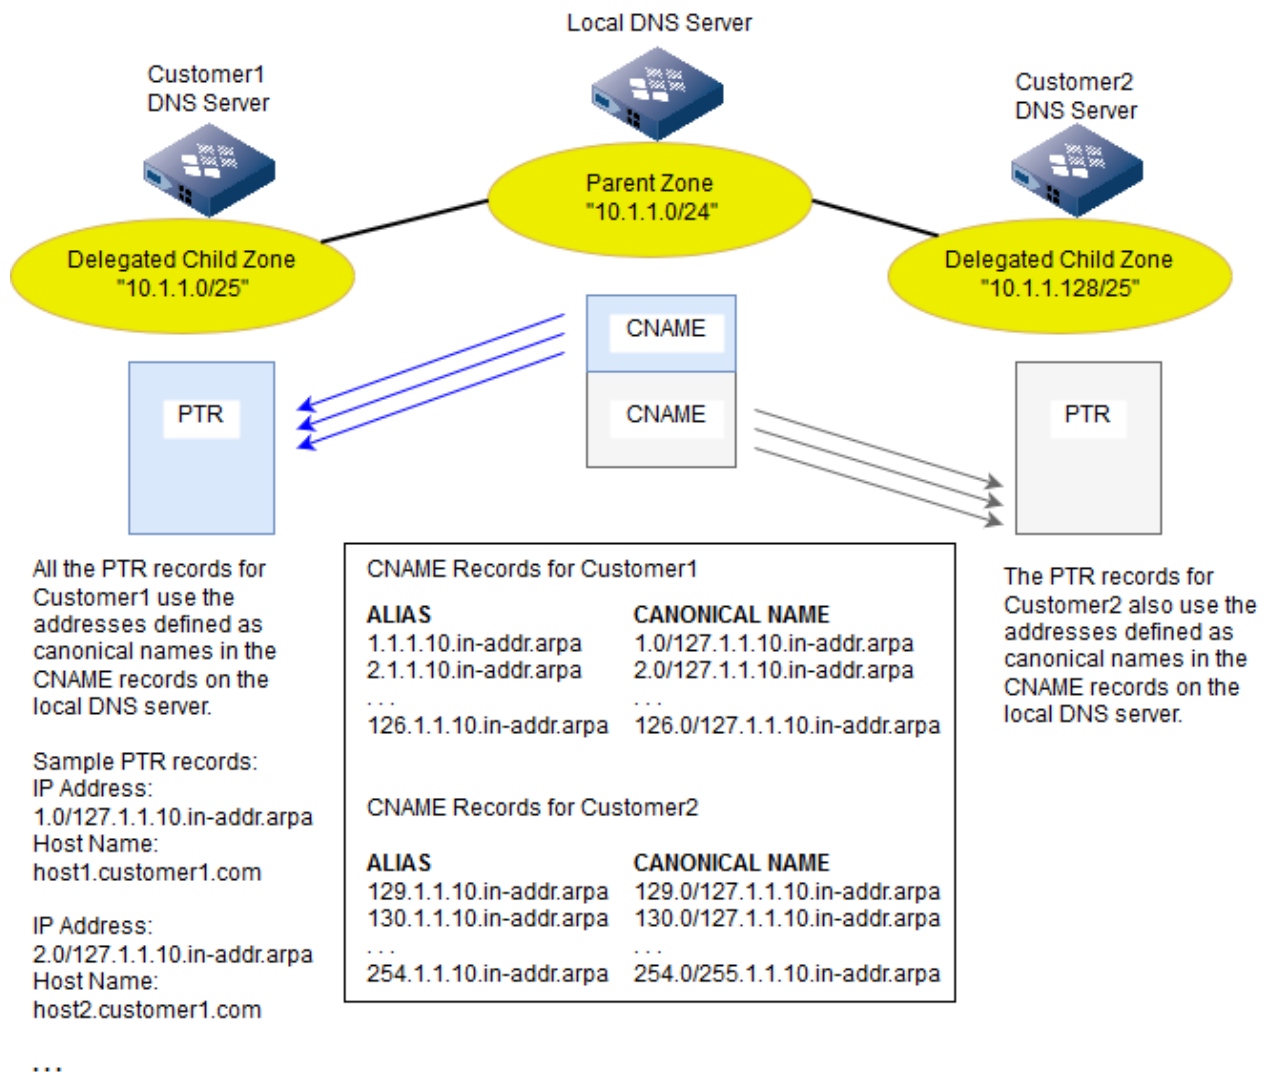 Local DNS Server
Customer1
DNS Server
Customer2
DNS Server
Parent Zone
"10.1.1.0/24"
Delegated Child Zone
"10.1.1.0/25"
Delegated Child Zone
"10.1.1.128/25"
CNAME
CNAME
PTR
PTR
All the PTR records for
Customer1 use the
addresses defined as
canonical names in the
CNAME records on the
local DNS server.
Sample PTR records:
IP Address:
1.0/127.1.1.10.in-addr.arpa
Host Name:
host1.customer1.com
IP Address:
2.0/127.1.1.10.in-addr.arpa
Host Name:
host2.customer1.com
...
CNAME Records for Customer1
ALIAS CANONICAL NAME
1.1.1.10.in-addr.arpa 1.0/127.1.1.10.in-addr.arpa
2.1.1.10.in-addr.arpa 2.0/127.1.1.10.in-addr.arpa
. . . . . .
126.1.1.10.in-addr.arpa 126.0/127.1.1.10.in-addr.arpa
CNAME Records for Customer2
ALIAS CANONICAL NAME
129.1.1.10.in-addr.arpa 129.0/127.1.1.10.in-addr.arpa
130.1.1.10.in-addr.arpa 130.0/127.1.1.10.in-addr.arpa
. . . . . .
254.1.1.10.in-addr.arpa 254.0/255.1.1.10.in-addr.arpa
The PTR records for
Customer2 also use the
addresses defined as
canonical names in the
CNAME records on the
local DNS server.